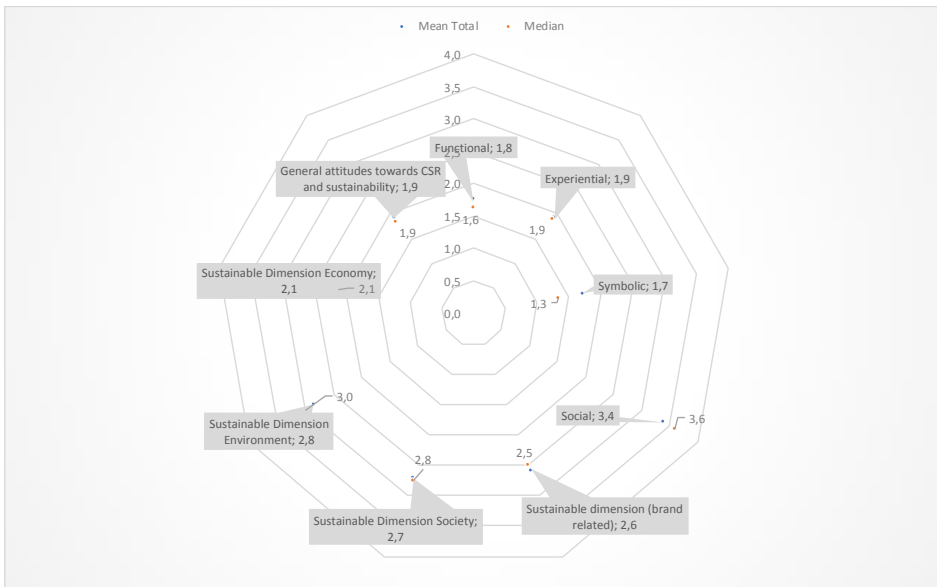 Mean Total
Median
4,0
3,5
3,0
2,5
2,0
1,5
1,0
0,5
0,0
Functional; 1,8
1,6
Experiential; 1,9
1,9
Symbolic; 1,7
1,3
Social; 3,4
3,6
Sustainable dimension (brand
related); 2,6
2,5
Sustainable Dimension Society;
2,7
2,8
Sustainable Dimension
Environment; 2,8
3,0
Sustainable Dimension Economy;
2,1
2,1
General attitudes towards CSR
and sustainability; 1,9
1,9